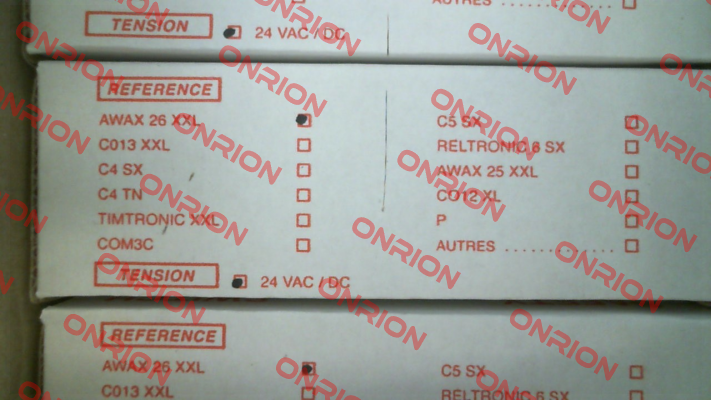 AUTRES ..............
TENSION 24 VAC / DC
REFERENCE
AWAX 26 XXL C5 SX
C013 XXL RELTRONIC 6 SX
C4 SX AWAX 25 XXL
C4 TN CO12 XL
TIMTRONIC XXL P
COM3C AUTRES ..............
TENSION 24 VAC / DC
REFERENCE
AWAX 26 XXL C5 SX
C013 XXL RELTRONIC 6 SX
ONRION